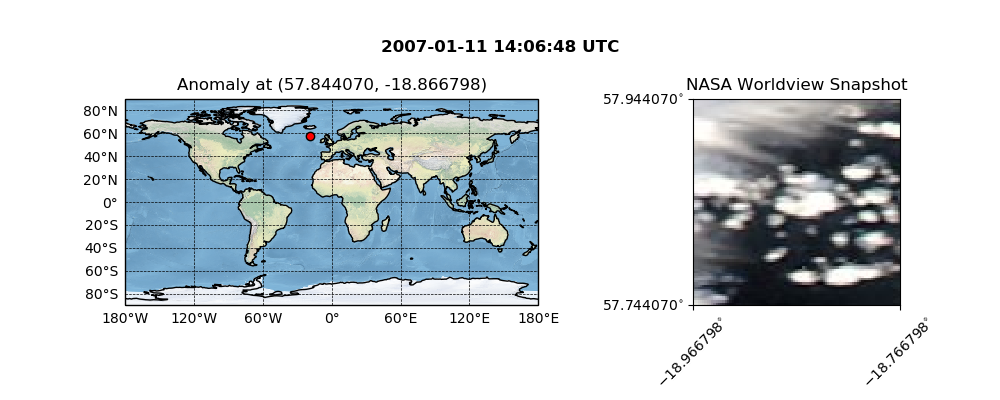 2007-01-11 14:06:48 UTC
Anomaly at (57.844070, -18.866798)
80°N
60°N
40°N
20°N
0°
20°S
40°S
60°S
80°S
180°W 120°W 60°W 0° 60°E 120°E 180°E
NASA Worldview Snapshot
57.944070°
57.744070°
−18.966798°
−18.766798°